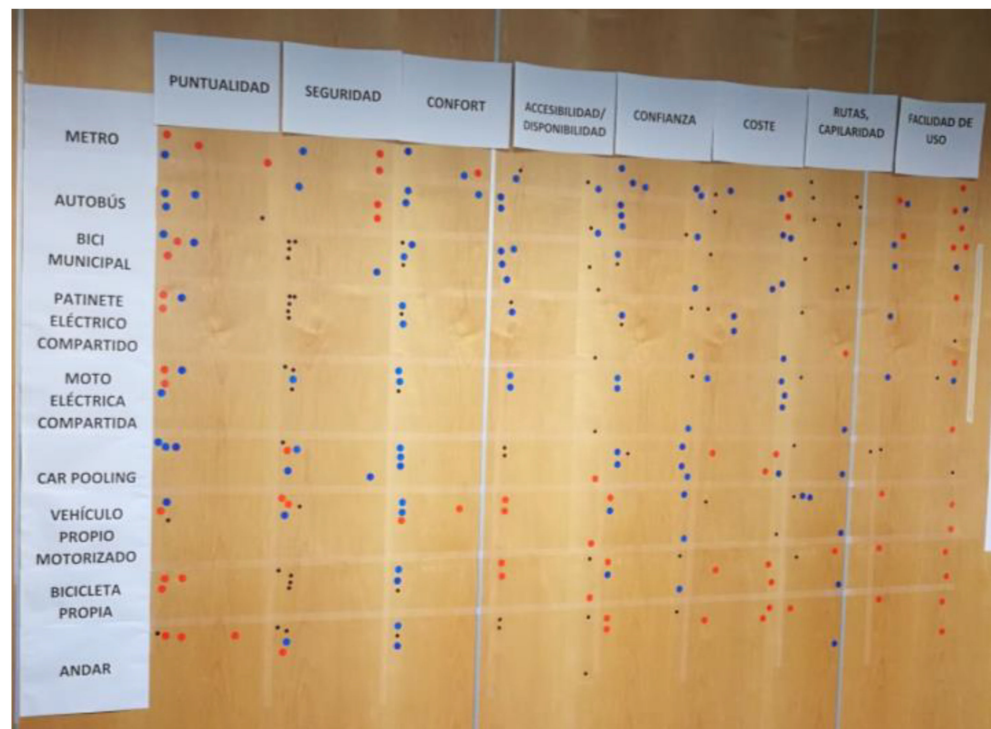 PUNTUALIDAD
SEGURIDAD
CONFORT
ACCESIBILIDAD/
DISPONIBILIDAD
CONFIANZA
COSTE
RUTAS,
CAPILARIDAD
FACILIDAD DE
USO
METRO
AUTOBÚS
BICI
MUNICIPAL
PATINETE
ELÉCTRICO
COMPARTIDO
MOTO
ELÉCTRICA
COMPARTIDA
CAR POOLING
VEHÍCULO
PROPIO
MOTORIZADO
BICICLETA
PROPIA
ANDAR